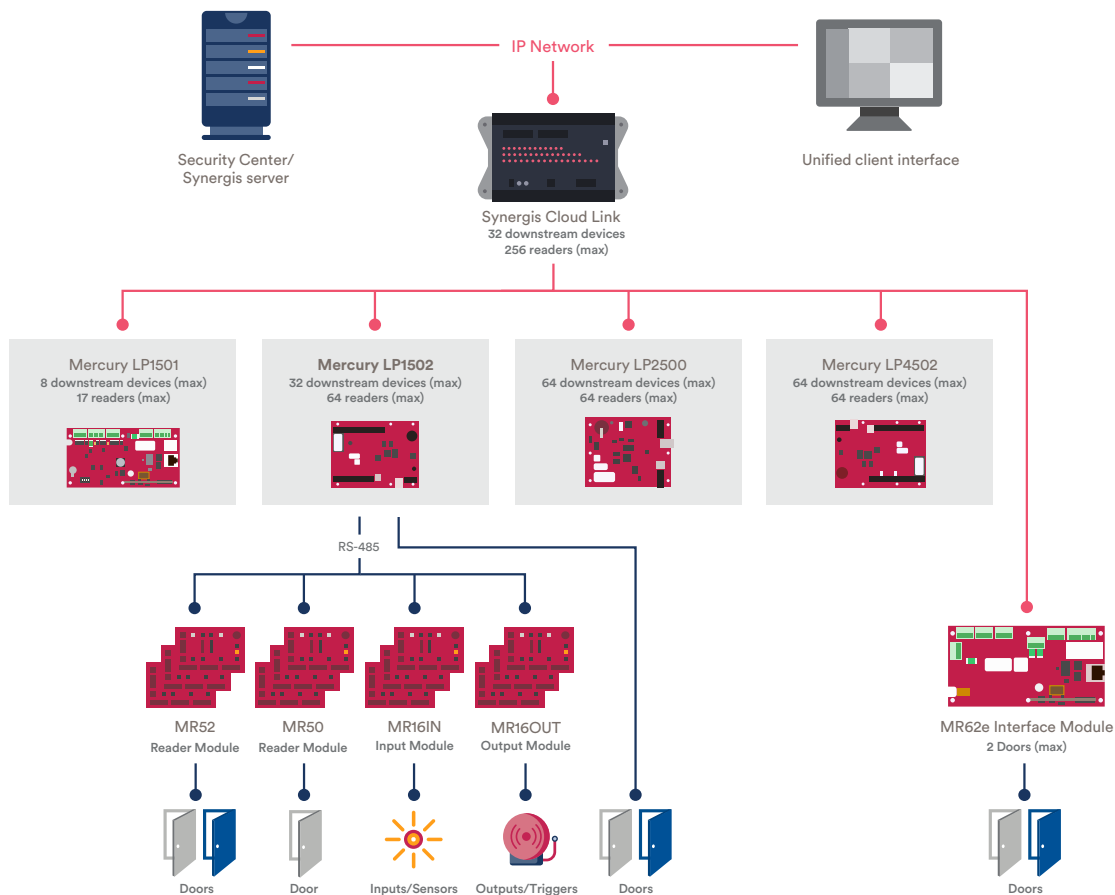 IP Network
Security Center/
Synergis server
Unified client interface
Synergis Cloud Link
32 downstream devices
256 readers (max)
Mercury LP1501
8 downstream devices (max)
17 readers (max)
Mercury LP1502
32 downstream devices (max)
64 readers (max)
Mercury LP2500
64 downstream devices (max)
64 readers (max)
Mercury LP4502
64 downstream devices (max)
64 readers (max)
RS-485
MR52
Reader Module
MR50
Reader Module
MR16IN
Input Module
MR16OUT
Output Module
MR62e Interface Module
2 Doors (max)
Doors
Door
Inputs/Sensors
Outputs/Triggers
Doors
Doors